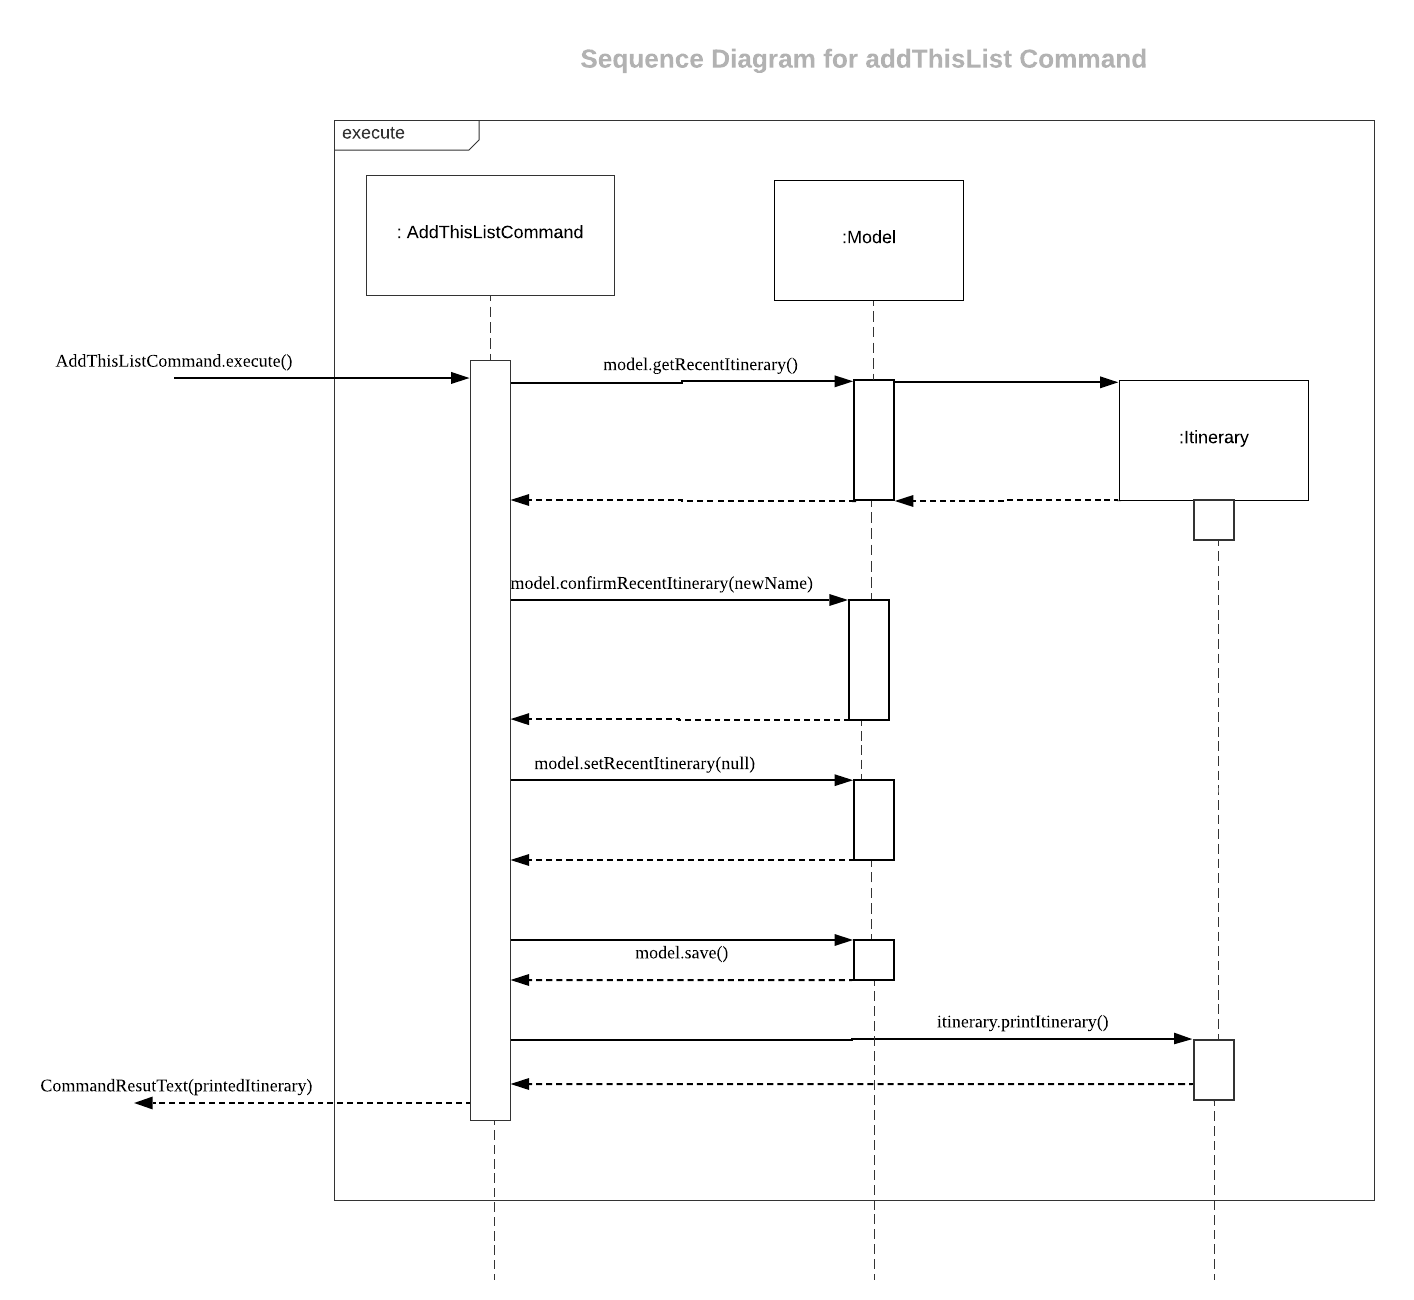 Sequence Diagram for addThisList Command
execute
: AddThisListCommand
:Model
AddThisListCommand.execute()
model.getRecentItinerary()
:Itinerary
model.confirmRecentItinerary(newName)
model.setRecentItinerary(null)
model.save()
itinerary.printItinerary()
CommandResutText(printedItinerary)